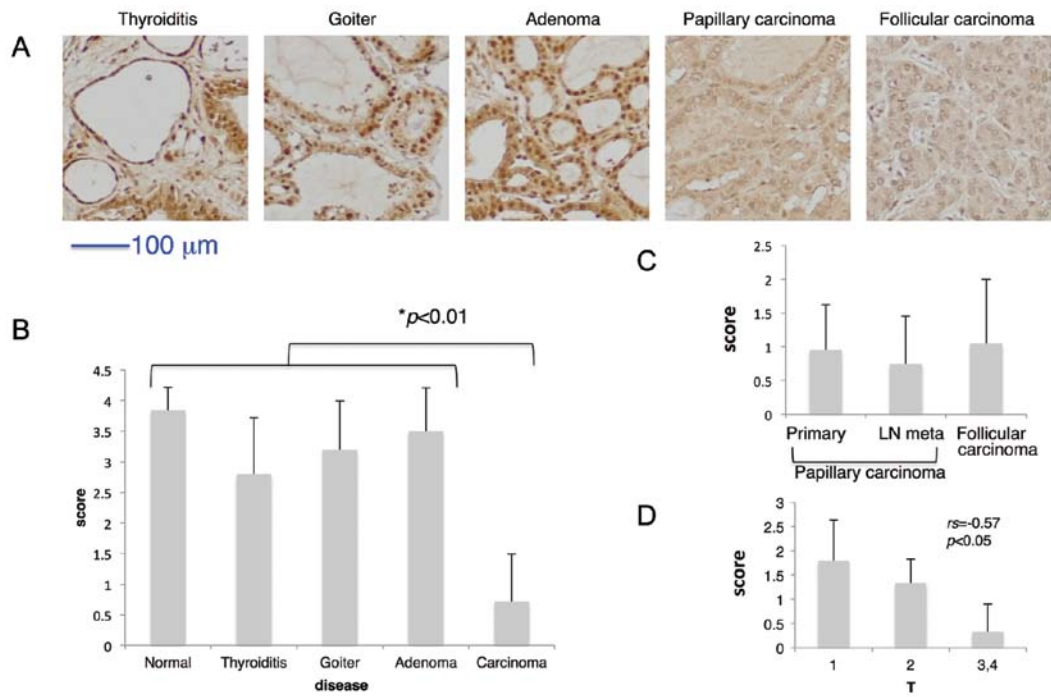 Thyroiditis Goiter Adenoma Papillary carcinoma Follicular carcinoma
A
100 μm
B
*p<0.01
4.5
4
3.5
3
2.5
2
1.5
1
0.5
0
score
Normal Thyroiditis Goiter Adenoma Carcinoma
disease
C
2.5
2
1.5
1
0.5
0
score
Primary LN meta Follicular
carcinoma
Papillary carcinoma
D
3
2.5
2
1.5
1
0.5
0
score
rs=-0.57
p<0.05
1 2 3,4
T